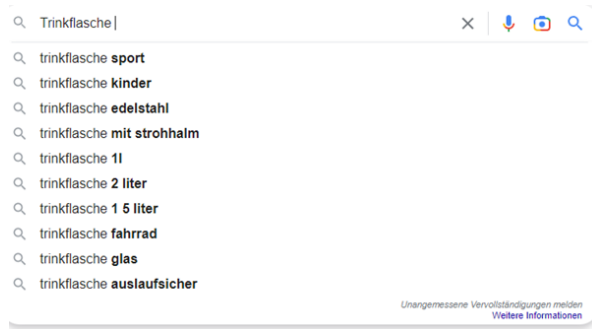 Trinkflasche
trinkflasche sport
trinkflasche kinder
trinkflasche edelstahl
trinkflasche mit strohhalm
trinkflasche 1l
trinkflasche 2 liter
trinkflasche 1 5 liter
trinkflasche fahrrad
trinkflasche glas
trinkflasche auslaufsicher
Unangemessene Vervollständigungen melden
Weitere Informationen